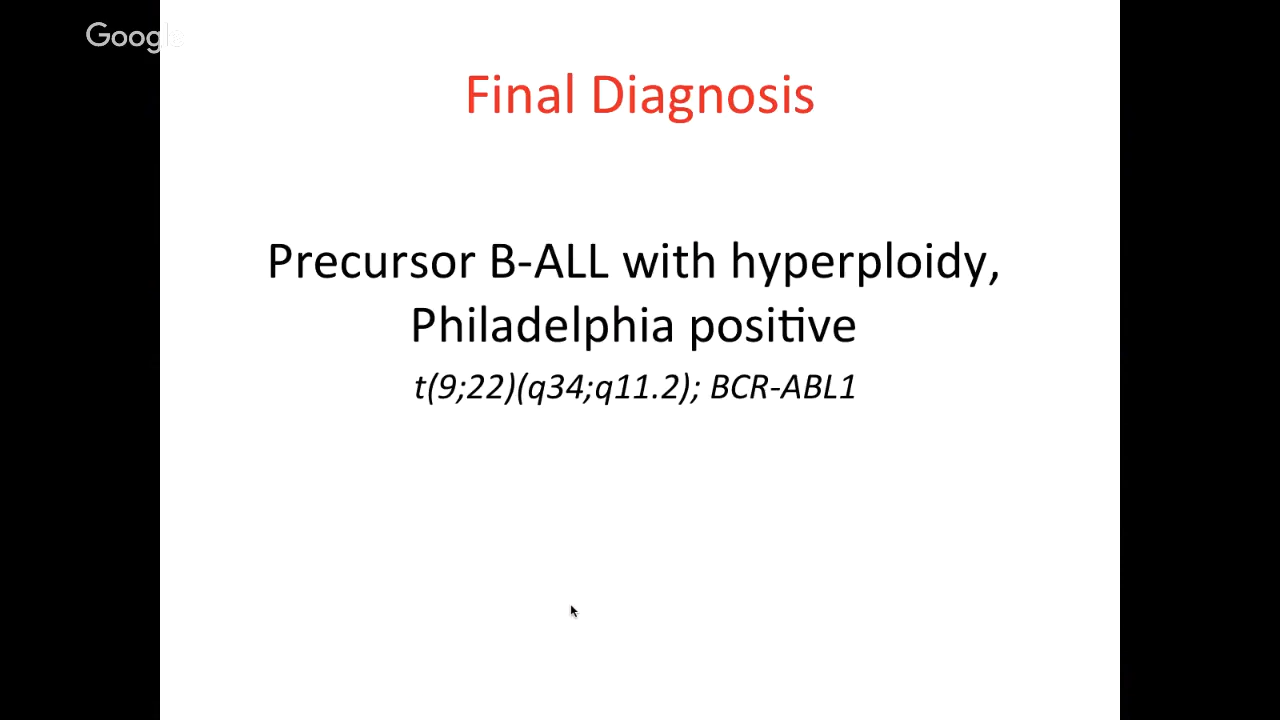 Google
Final Diagnosis
Precursor B-ALL with hyperploidy,
Philadelphia positive
t(9;22)(q34;q11.2); BCR-ABL1